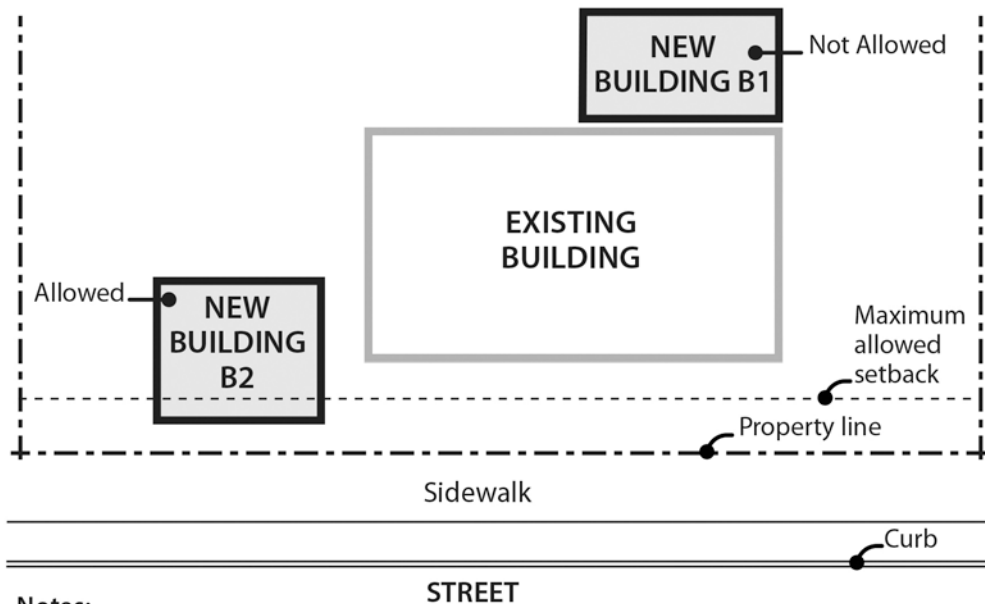 NEW
BUILDING B1
Not Allowed
EXISTING
BUILDING
Allowed
NEW
BUILDING
B2
Maximum
allowed
setback
Property line
Sidewalk
Curb
STREET
Notes: